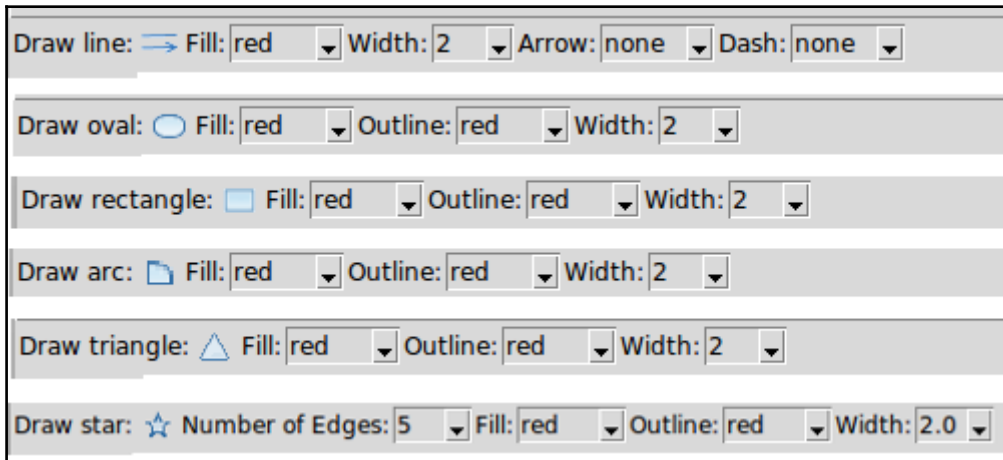 Draw line: Fill: red Width: 2 Arrow: none Dash: none
Draw oval: Fill: red Outline: red Width: 2
Draw rectangle: Fill: red Outline: red Width: 2
Draw arc: Fill: red Outline: red Width: 2
Draw triangle: Fill: red Outline: red Width: 2
Draw star: Number of Edges: 5 Fill: red Outline: red Width: 2.0